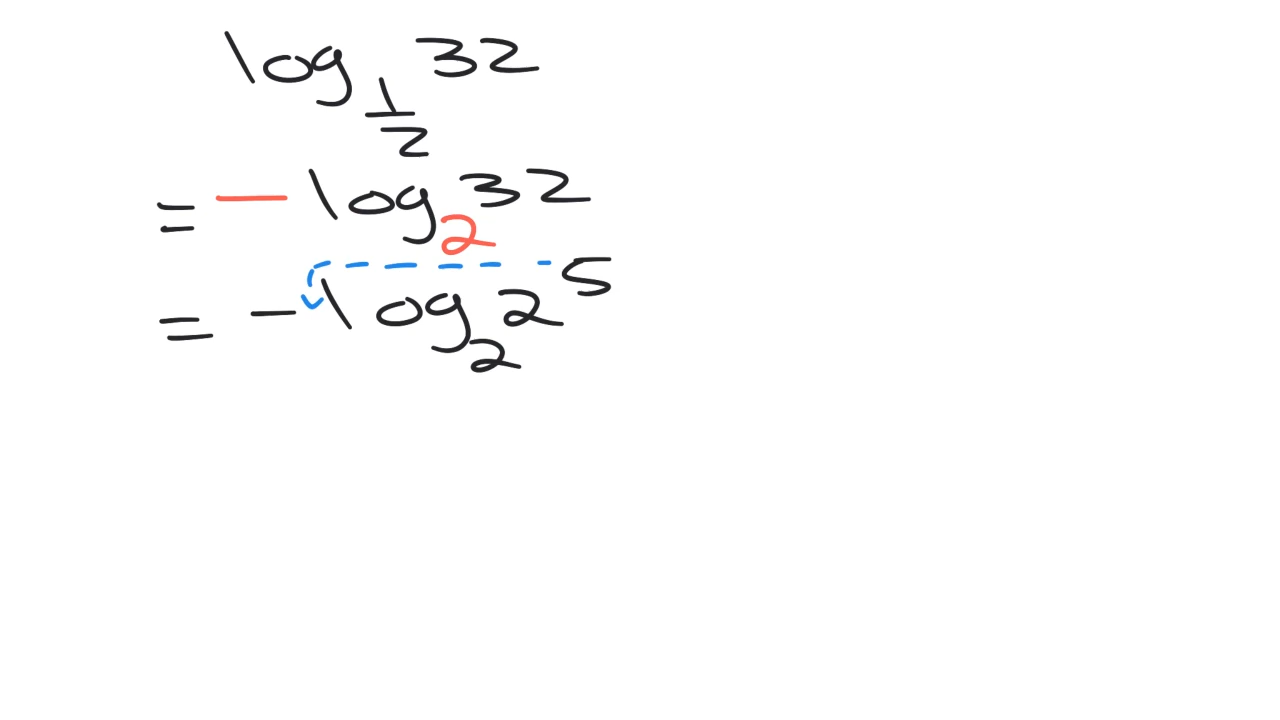 log_{1/2} 32
= - log_2 32
= - log_2 2^5